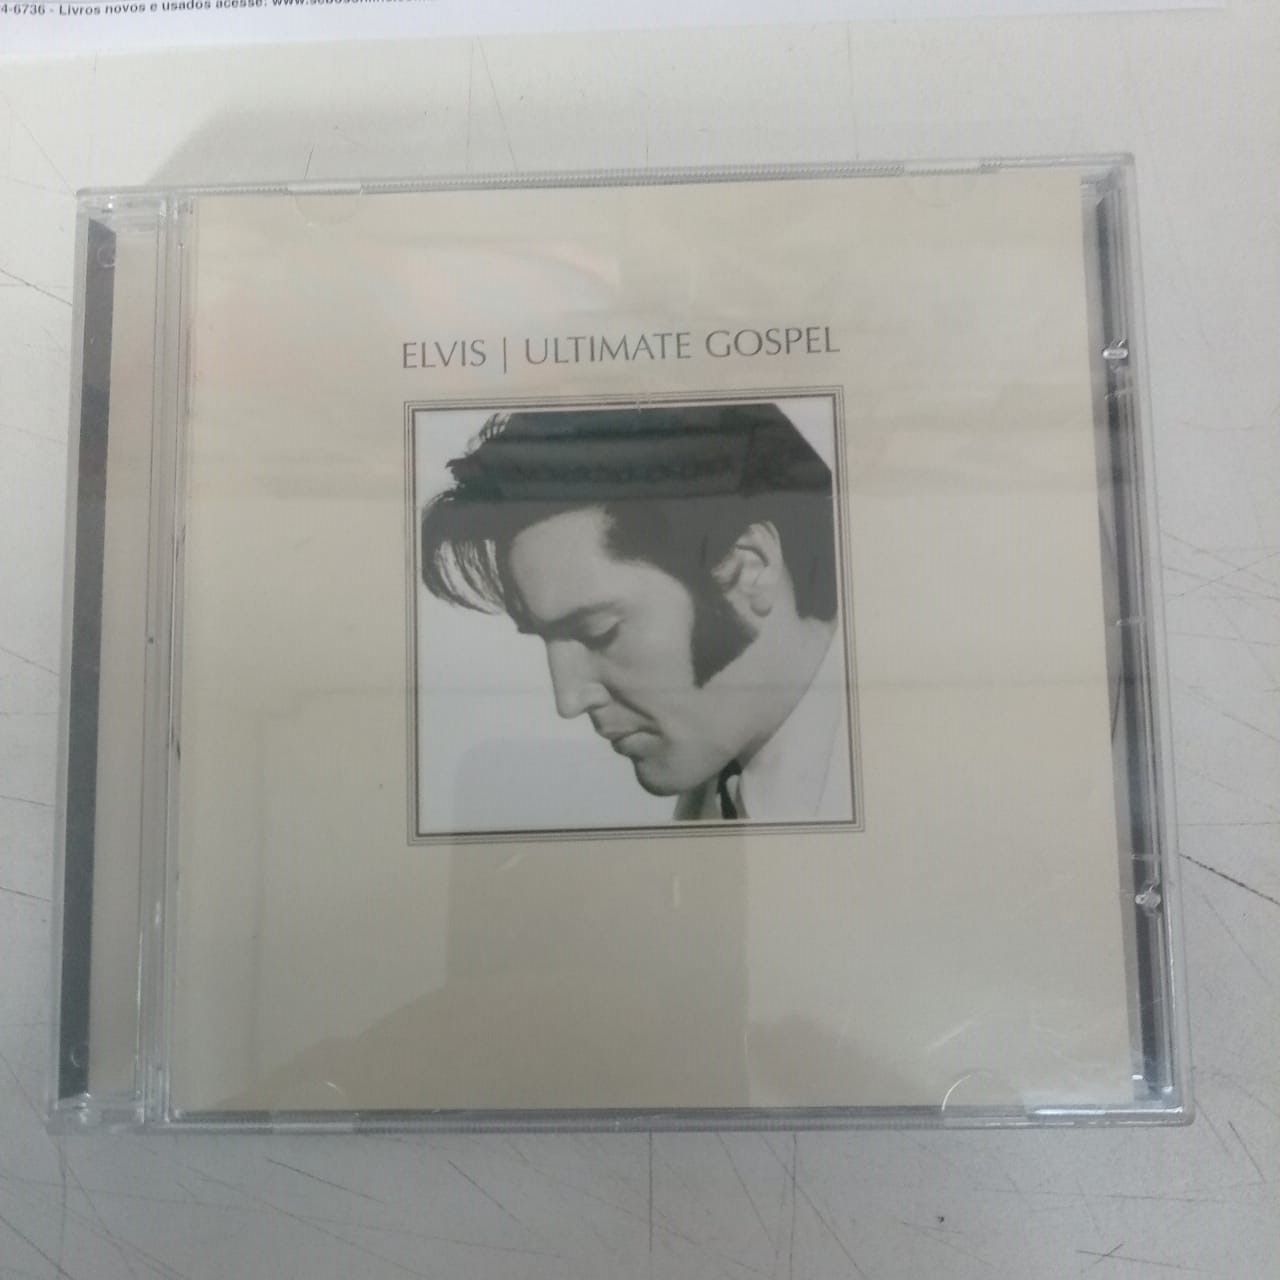 4-6736 - Livros novos e usados acesse:
ELVIS | ULTIMATE GOSPEL